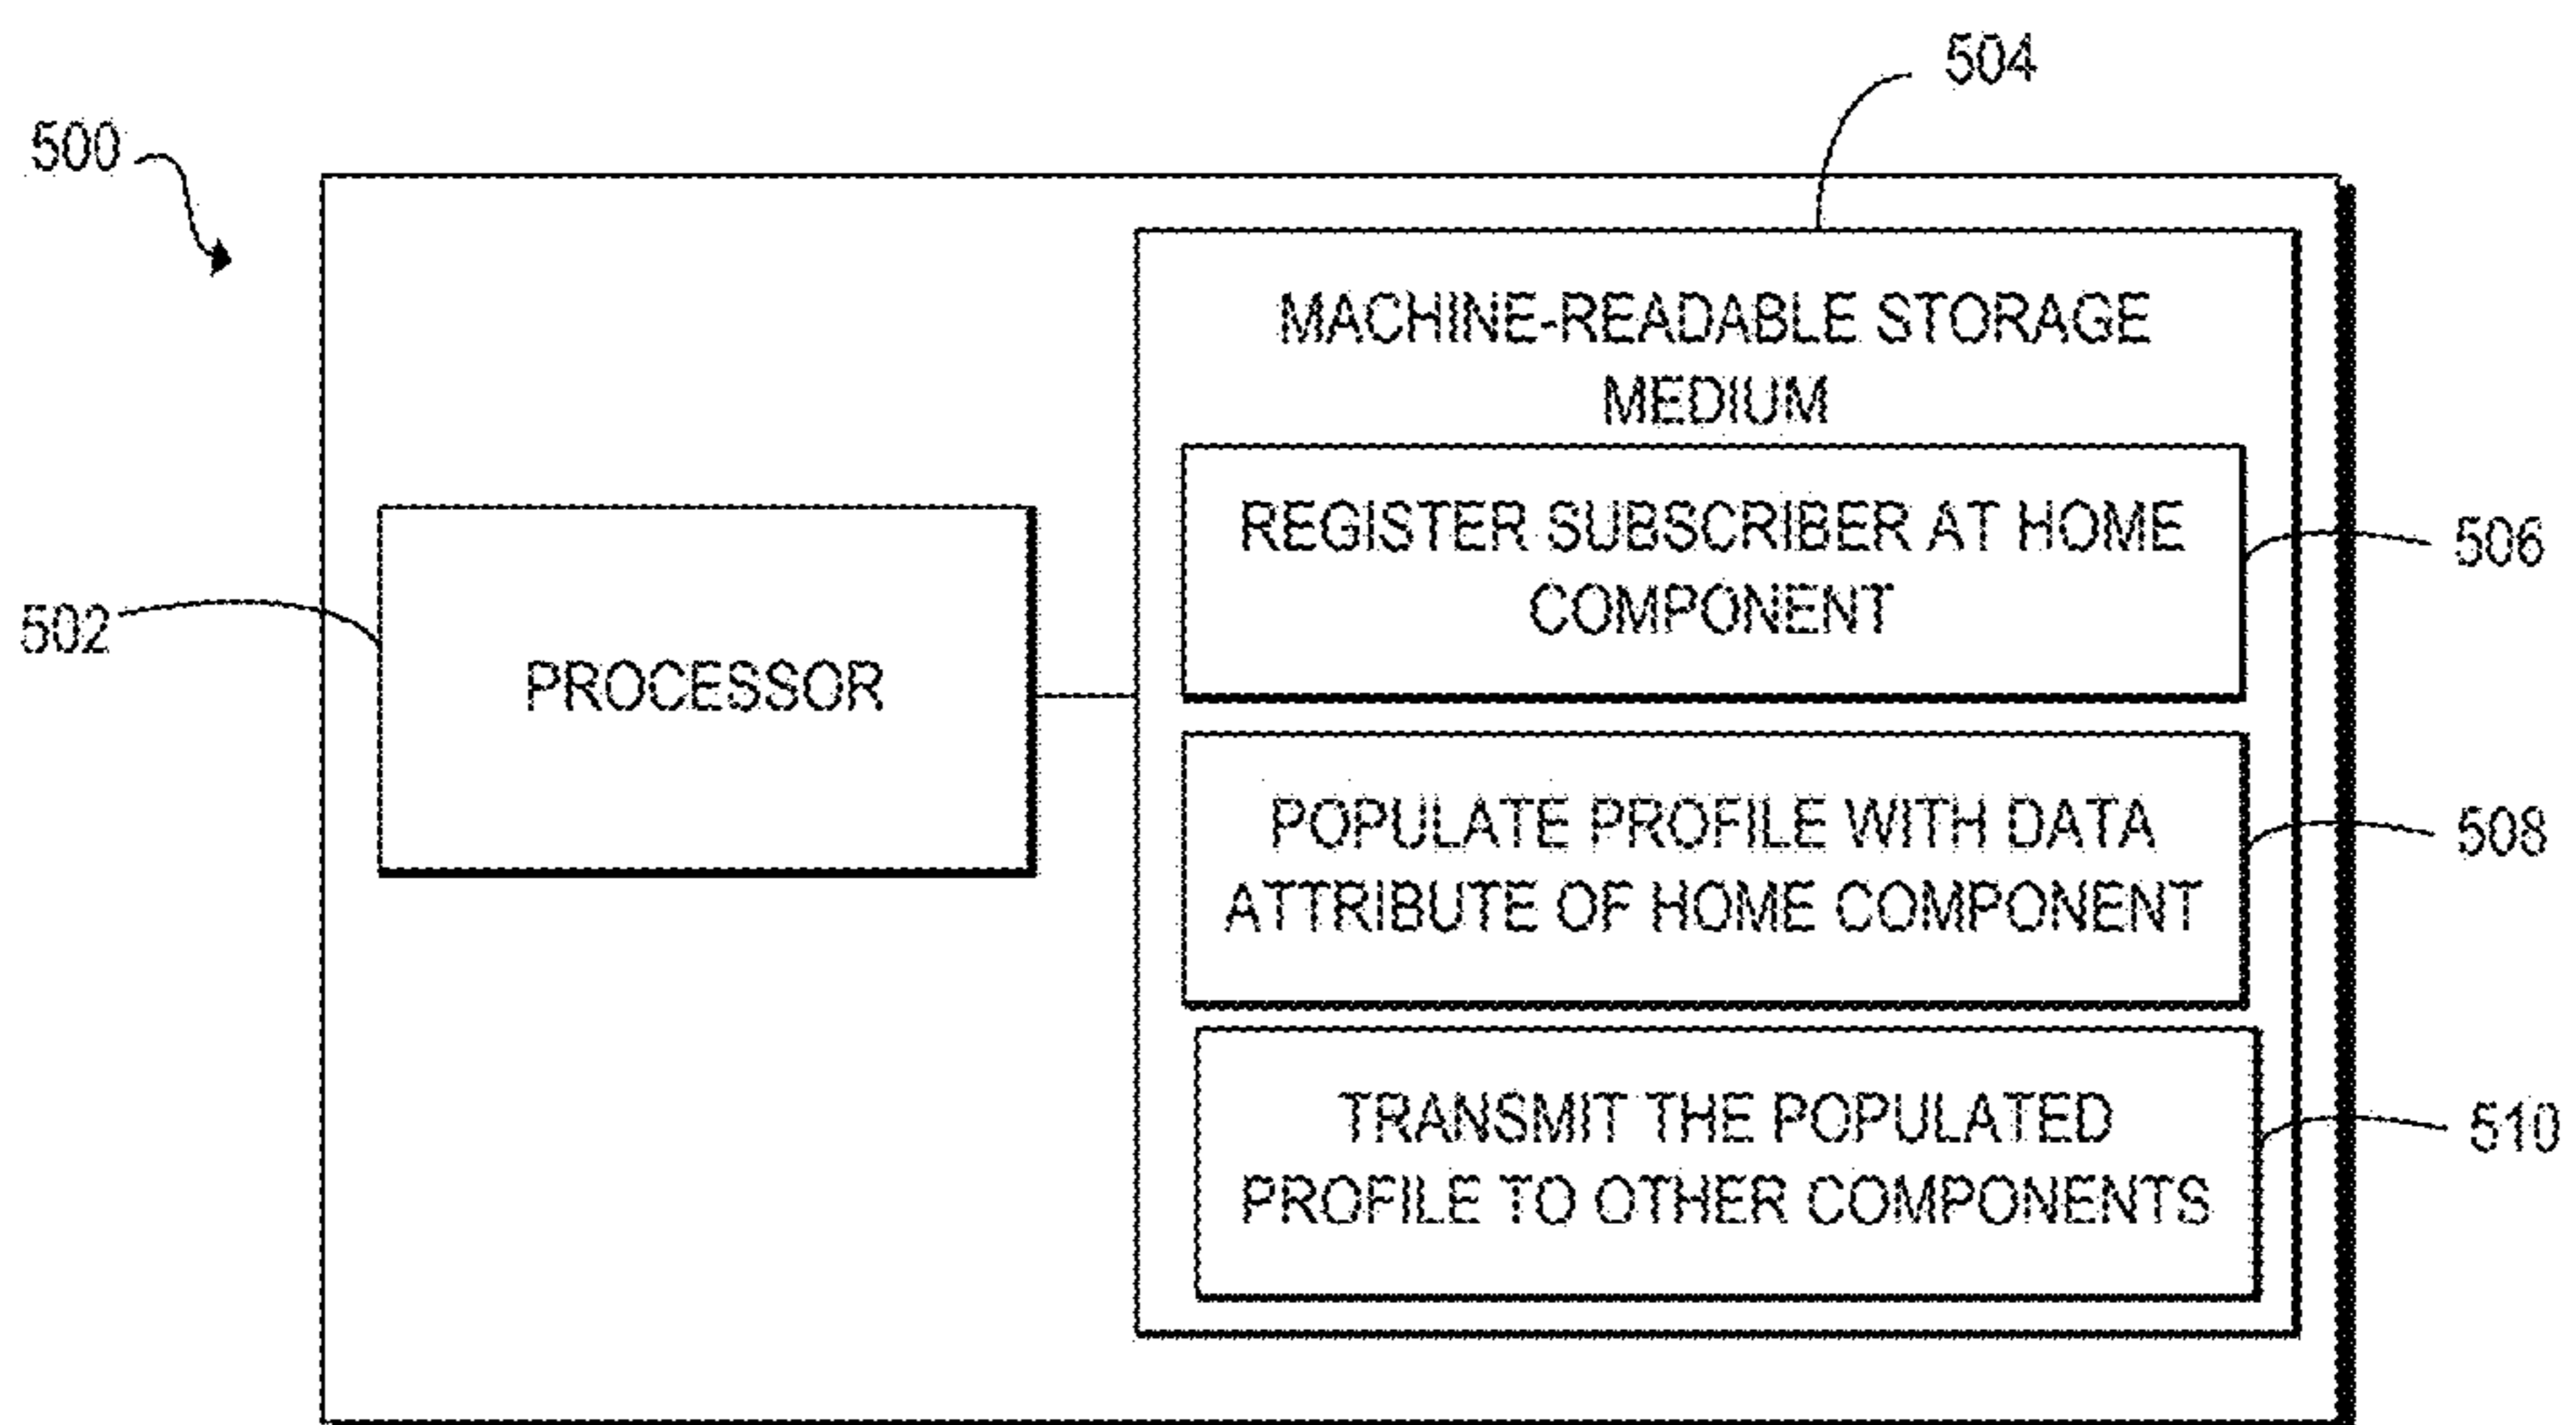 504
500
MACHINE-READABLE STORAGE
MEDIUM
REGISTER SUBSCRIBER AT HOME
COMPONENT
506
502
PROCESSOR
POPULATE PROFILE WITH DATA
ATTRIBUTE OF HOME COMPONENT
508
TRANSMIT THE POPULATED
PROFILE TO OTHER COMPONENTS
510